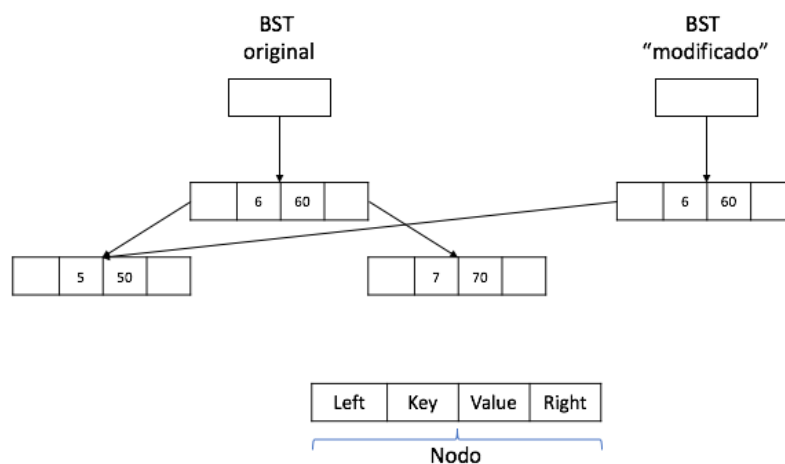 BST
original
BST
“modificado”
6 60
6 60
5 50
7 70
Left Key Value Right
Nodo